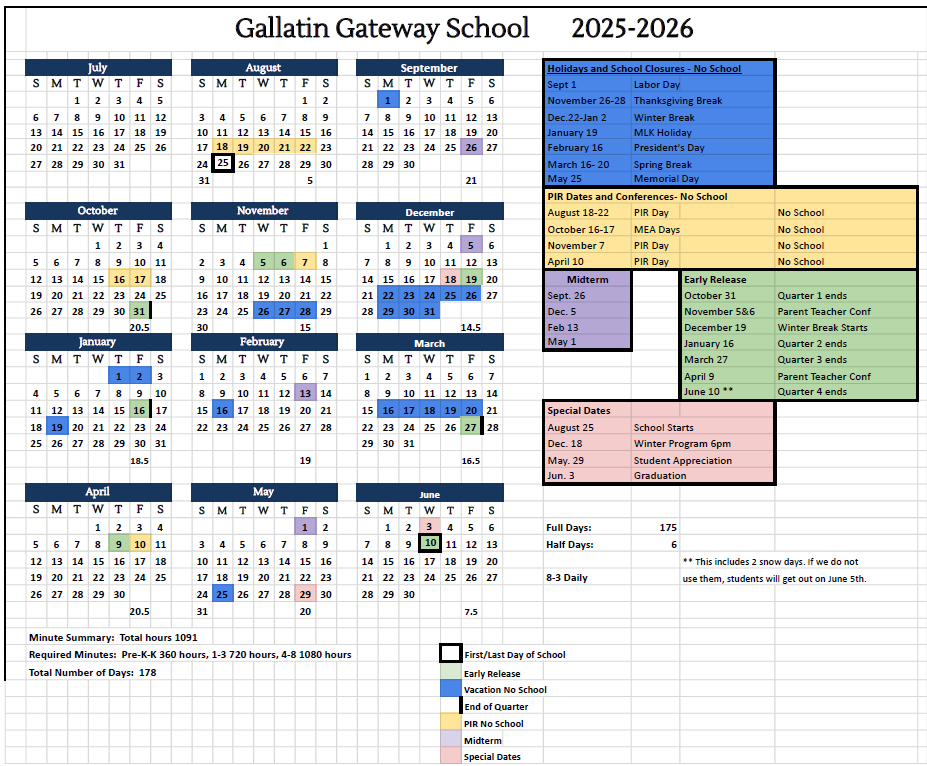 Gallatin Gateway School 2025-2026
July August September
S M T W T F S S M T W T F S S M T W T F S
1 2 3 4 5 1 2 1 2 3 4 5 6
6 7 8 9 10 11 12 3 4 5 6 7 8 9 7 8 9 10 11 12 13
13 14 15 16 17 18 19 10 11 12 13 14 15 16 14 15 16 17 18 19 20
20 21 22 23 24 25 26 17 18 19 20 21 22 23 21 22 23 24 25 26 27
27 28 29 30 31 24 25 26 27 28 29 30 28 29 30
31 5 21
Holidays and School Closures - No School
Sept 1 Labor Day
November 26-28 Thanksgiving Break
Dec.22-Jan 2 Winter Break
January 19 MLK Holiday
February 16 President's Day
March 16- 20 Spring Break
May 25 Memorial Day
PIR Dates and Conferences- No School
August 18-22 PIR Day No School
October 16-17 MEA Days No School
November 7 PIR Day No School
April 10 PIR Day No School
October November December
S M T W T F S S M T W T F S S M T W T F S
1 2 3 4 1 1 2 3 4 5 6
5 6 7 8 9 10 11 2 3 4 5 6 7 8 7 8 9 10 11 12 13
12 13 14 15 16 17 18 9 10 11 12 13 14 15 14 15 16 17 18 19 20
19 20 21 22 23 24 25 16 17 18 19 20 21 22 21 22 23 24 25 26 27
26 27 28 29 30 31 23 24 25 26 27 28 29 28 29 30 31
20.5 30 15 14.5
Midterm
Sept. 26
Dec. 5
Feb 13
May 1
Early Release
October 31 Quarter 1 ends
November 5&6 Parent Teacher Conf
December 19 Winter Break Starts
January 16 Quarter 2 ends
March 27 Quarter 3 ends
April 9 Parent Teacher Conf
June 10 ** Quarter 4 ends
January February March
S M T W T F S S M T W T F S S M T W T F S
1 2 3 1 2 3 4 5 6 7 1 2 3 4 5 6 7
4 5 6 7 8 9 10 8 9 10 11 12 13 14 8 9 10 11 12 13 14
11 12 13 14 15 16 17 15 16 17 18 19 20 21 15 16 17 18 19 20 21
18 19 20 21 22 23 24 22 23 24 25 26 27 28 22 23 24 25 26 27 28
25 26 27 28 29 30 31 29 30 31
18.5 19 16.5
Special Dates
August 25 School Starts
Dec. 18 Winter Program 6pm
May. 29 Student Appreciation
Jun. 3 Graduation
April May June
S M T W T F S S M T W T F S S M T W T F S
1 2 3 4 1 2 1 2 3 4 5 6
5 6 7 8 9 10 11 3 4 5 6 7 8 9 7 8 9 10 11 12 13
12 13 14 15 16 17 18 10 11 12 13 14 15 16 14 15 16 17 18 19 20
19 20 21 22 23 24 25 17 18 19 20 21 22 23 21 22 23 24 25 26 27
26 27 28 29 30 24 25 26 27 28 29 30 28 29 30
20.5 31 20 7.5
Full Days: 175
Half Days: 6
** This includes 2 snow days. If we do not
8-3 Daily use them, students will get out on June 5th.
Minute Summary: Total hours 1091
Required Minutes: Pre-K-K 360 hours, 1-3 720 hours, 4-8 1080 hours
Total Number of Days: 178
First/Last Day of School
Early Release
Vacation No School
End of Quarter
PIR No School
Midterm
Special Dates